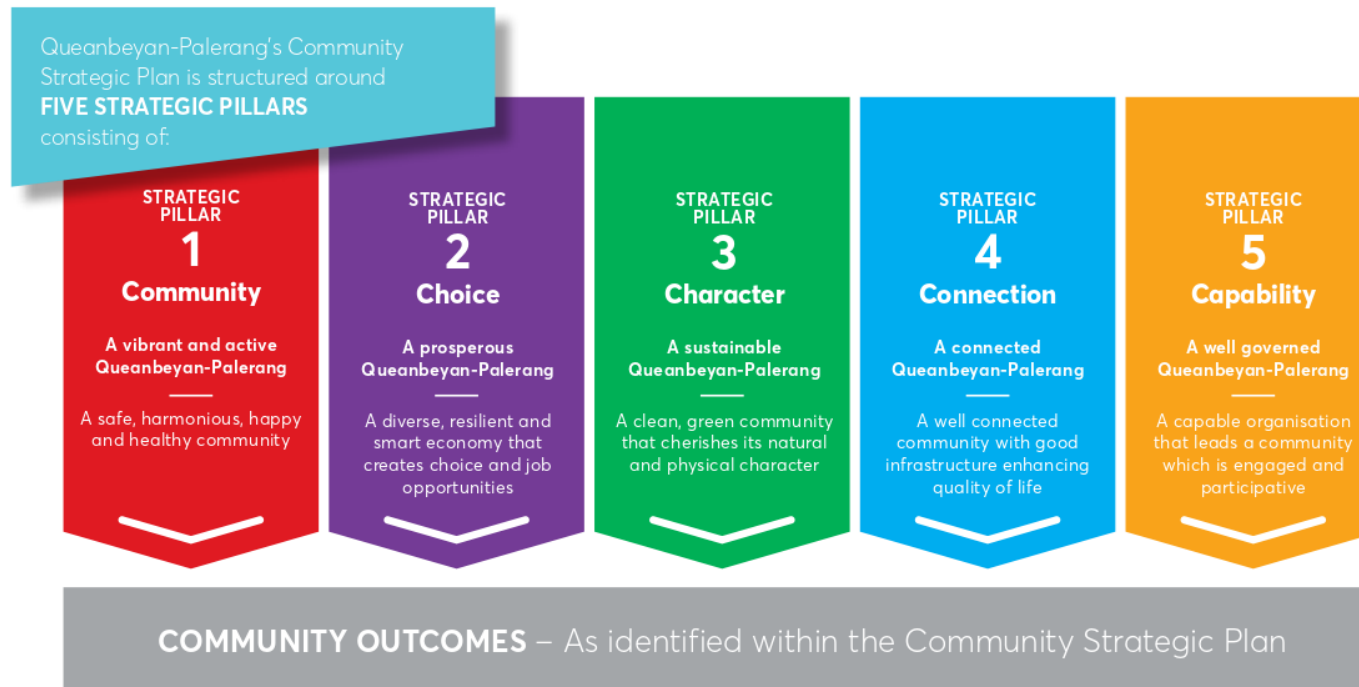 Queanbeyan-Palerang's Community
Strategic Plan is structured around
FIVE STRATEGIC PILLARS
consisting of:
STRATEGIC
PILLAR
1
Community
A vibrant and active
Queanbeyan-Palerang
A safe, harmonious, happy
and healthy community
STRATEGIC
PILLAR
2
Choice
A prosperous
Queanbeyan-Palerang
A diverse, resilient and
smart economy that
creates choice and job
opportunities
STRATEGIC
PILLAR
3
Character
A sustainable
Queanbeyan-Palerang
A clean, green community
that cherishes its natural
and physical character
STRATEGIC
PILLAR
4
Connection
A connected
Queanbeyan-Palerang
A well connected
community with good
infrastructure enhancing
quality of life
STRATEGIC
PILLAR
5
Capability
A well governed
Queanbeyan-Palerang
A capable organisation
that leads a community
which is engaged and
participative
COMMUNITY OUTCOMES – As identified within the Community Strategic Plan